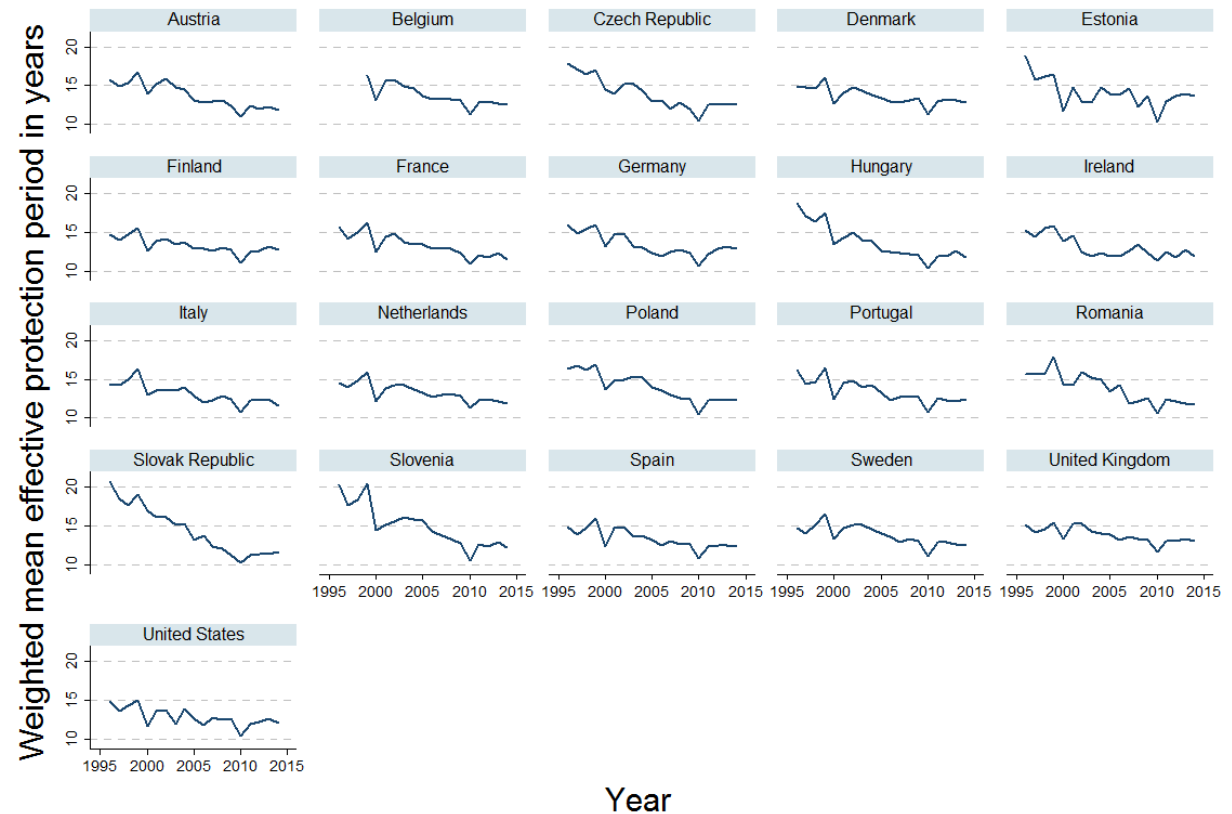 Weighted mean effective protection period in years
Austria
Belgium
Czech Republic
Denmark
Estonia
20
15
10
Finland
France
Germany
Hungary
Ireland
20
15
10
Italy
Netherlands
Poland
Portugal
Romania
20
15
10
Slovak Republic
Slovenia
Spain
Sweden
United Kingdom
20
15
10
1995 2000 2005 2010 2015
1995 2000 2005 2010 2015
1995 2000 2005 2010 2015
1995 2000 2005 2010 2015
United States
20
15
10
1995 2000 2005 2010 2015
Year